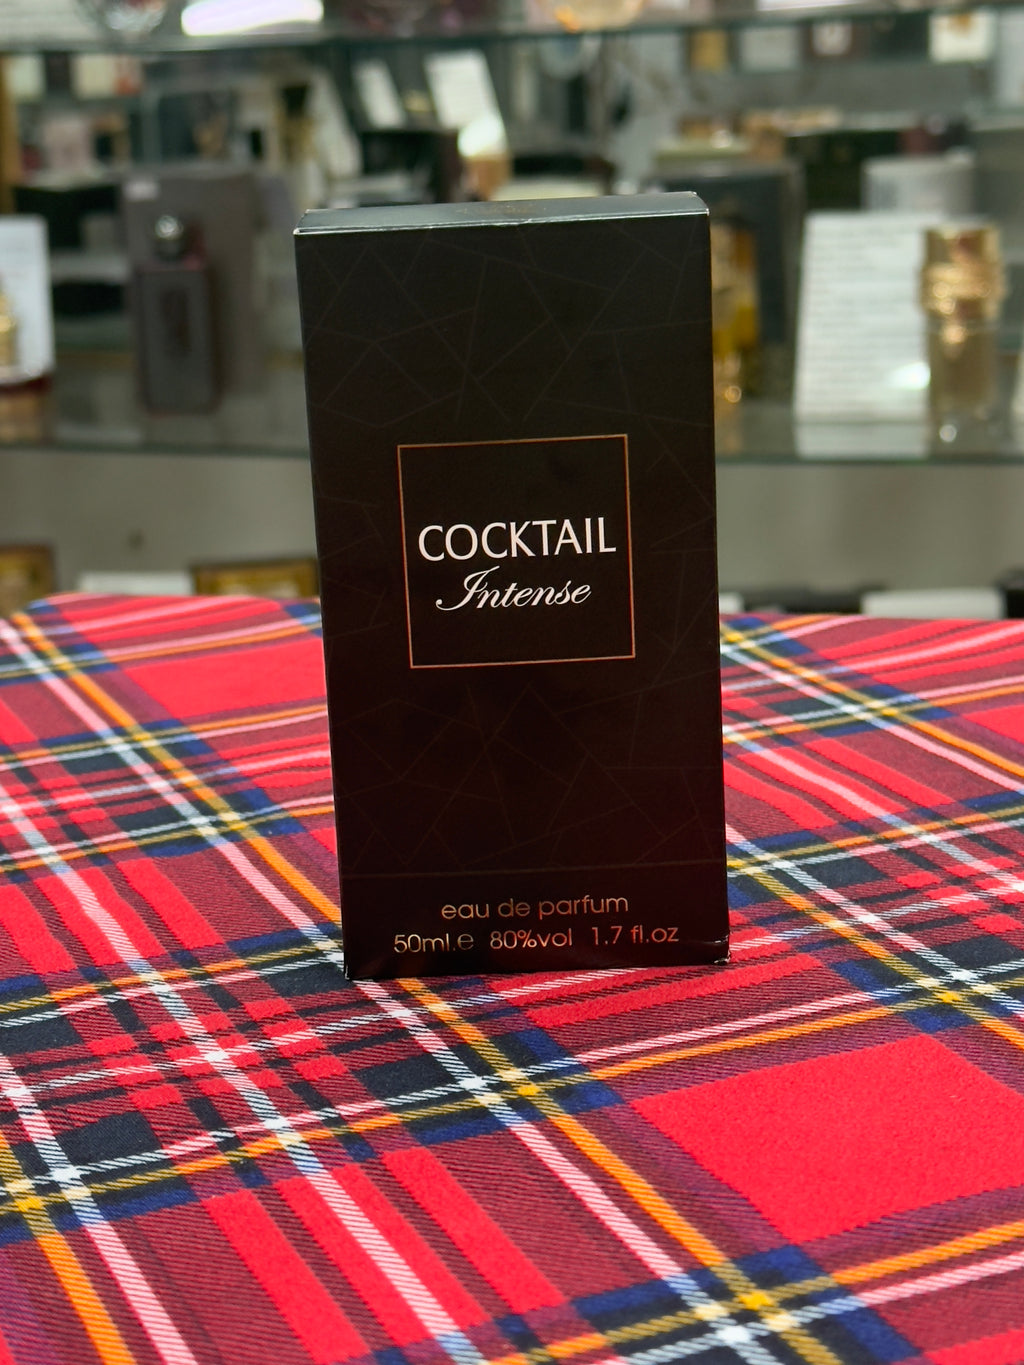 COCKTAIL
Intense
eau de parfum
50ml.e 80%vol 1.7 fl.oz